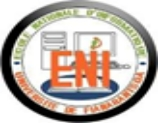 ECOLE NATIONALE D'INFORMATIQUE
ENI
UNIVERSITE DE FIANARANTSOA